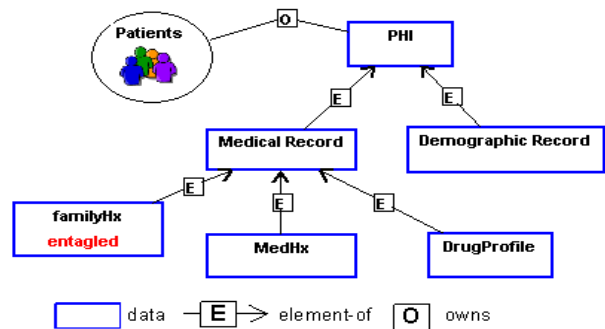 Patients
O
PHI
E
E
Medical Record
Demographic Record
E
E
E
familyHx
entagled
MedHx
DrugProfile
data E element-of O owns